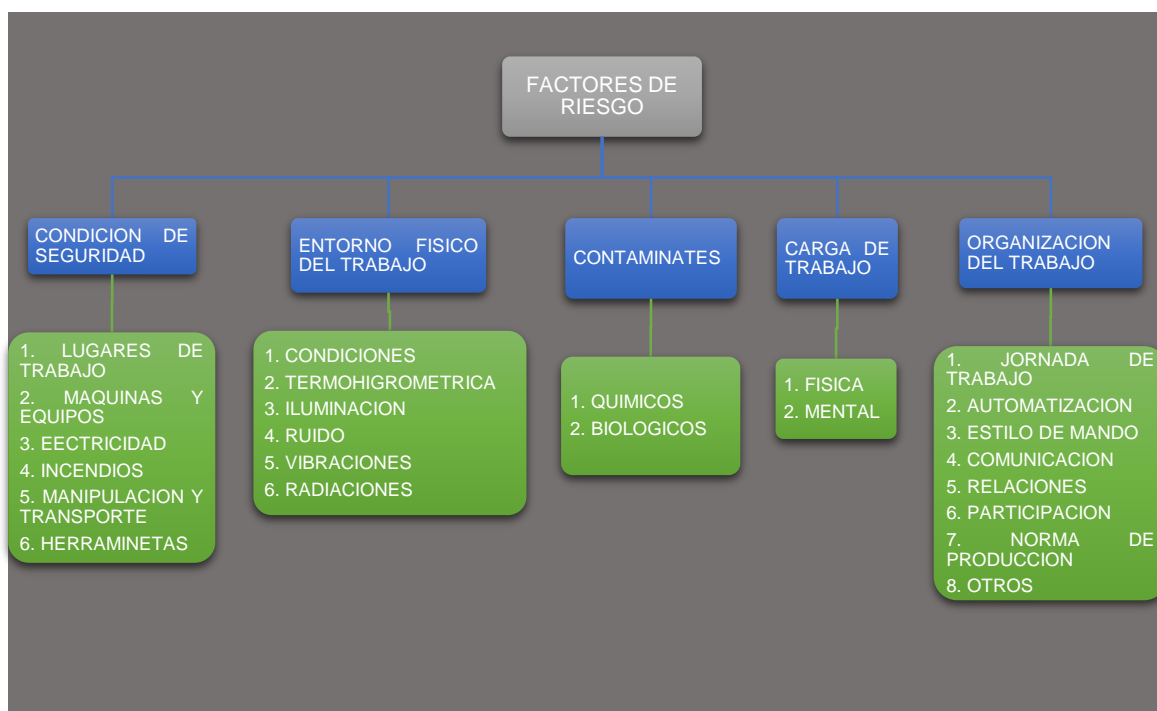 FACTORES DE
RIESGO
CONDICION DE
SEGURIDAD
1. LUGARES DE
TRABAJO
2. MAQUINAS Y
EQUIPOS
3. EECTRICIDAD
4. INCENDIOS
5. MANIPULACION Y
TRANSPORTE
6. HERRAMINETAS
ENTORNO FISICO
DEL TRABAJO
1. CONDICIONES
2. TERMOHIGROMETRICA
3. ILUMINACION
4. RUIDO
5. VIBRACIONES
6. RADIACIONES
CONTAMINATES
1. QUIMICOS
2. BIOLOGICOS
CARGA DE
TRABAJO
1. FISICA
2. MENTAL
ORGANIZACION
DEL TRABAJO
1. JORNADA DE
TRABAJO
2. AUTOMATIZACION
3. ESTILO DE MANDO
4. COMUNICACION
5. RELACIONES
6. PARTICIPACION
7. NORMA DE
PRODUCCION
8. OTROS